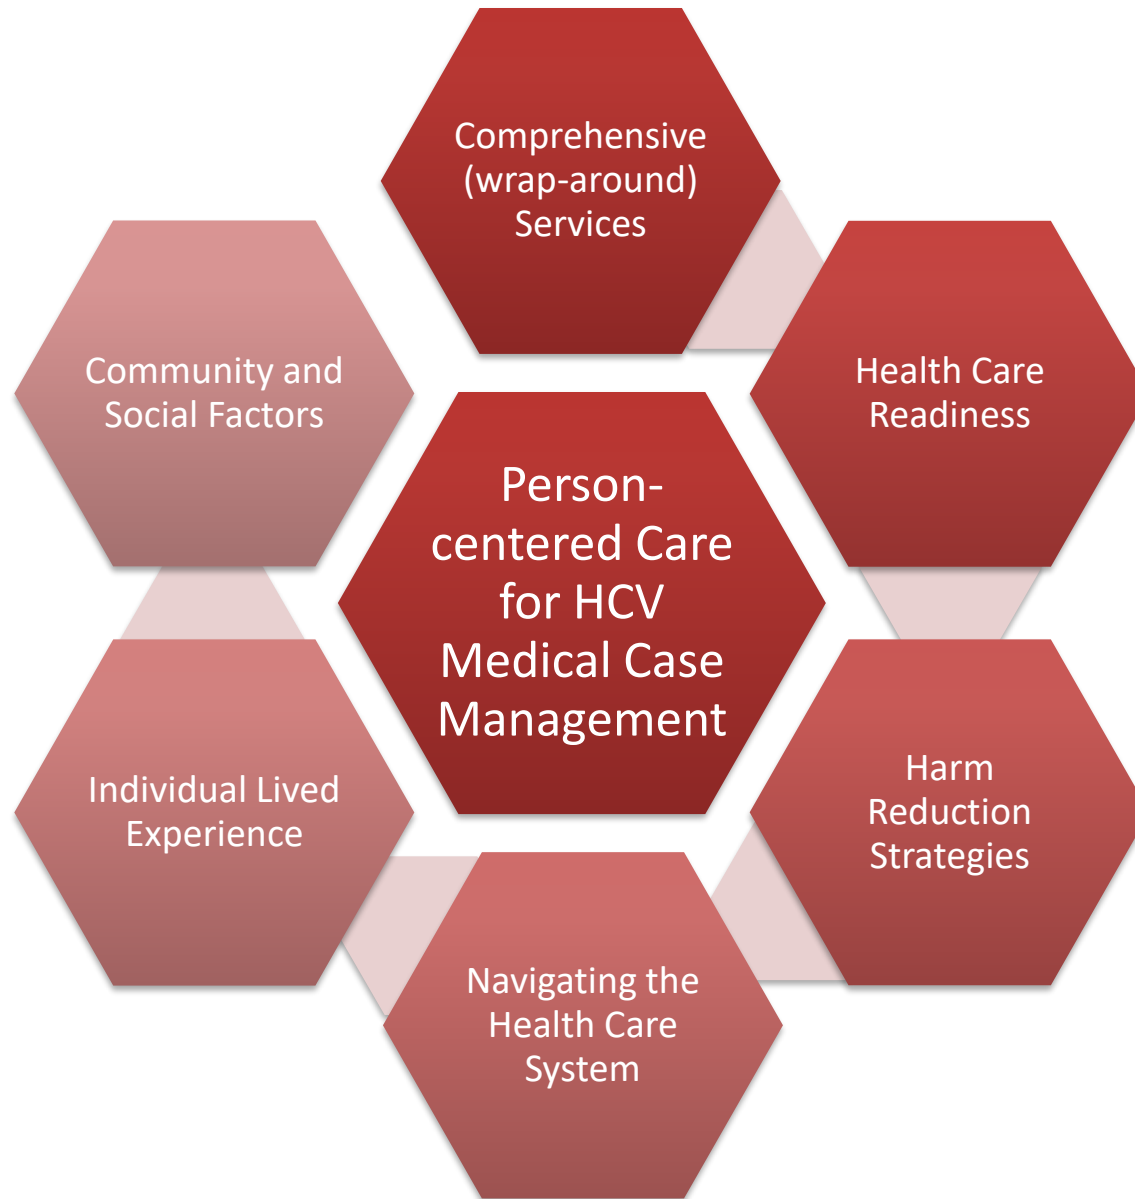 Comprehensive
(wrap-around)
Services
Health Care
Readiness
Harm
Reduction
Strategies
Navigating the
Health Care
System
Individual Lived
Experience
Community and
Social Factors
Person-
centered Care
for HCV
Medical Case
Management